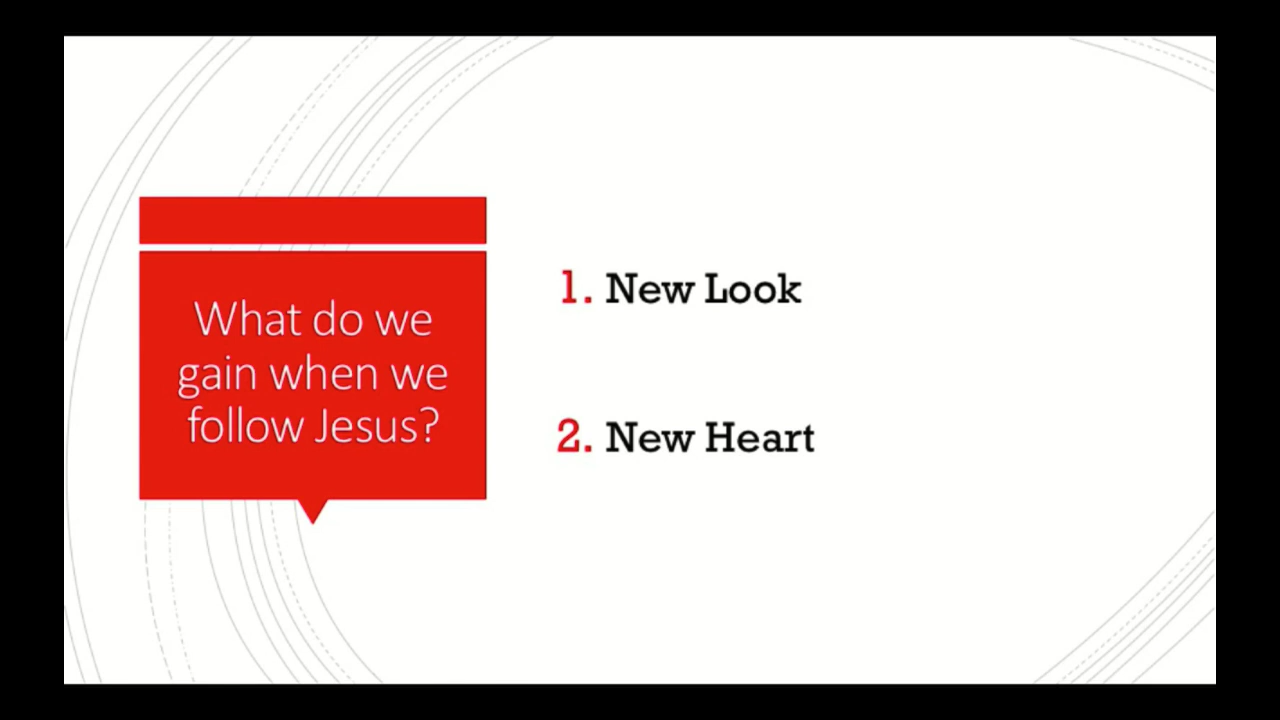 What do we
gain when we
follow Jesus?
1. New Look
2. New Heart